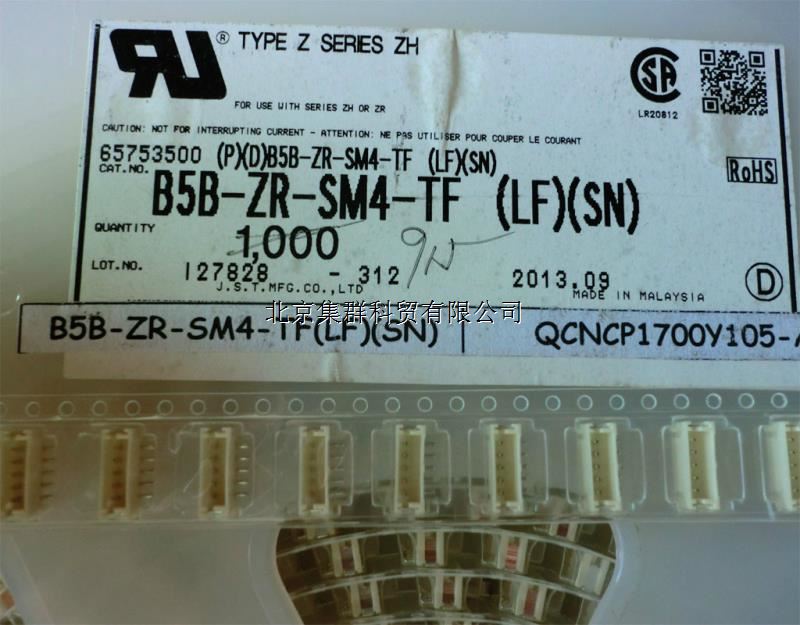 ® TYPE Z SERIES ZH
FOR USE WITH SERIES ZH OR ZR
LR20812
CAUTION: NOT FOR INTERRUPTING CURRENT - ATTENTION: NE PAS UTILISER POUR COUPER LE COURANT
65753500 (P)(D)B5B-ZR-SM4-TF (LF)(SN)
CAT.NO.
B5B-ZR-SM4-TF (LF)(SN)
RoHS
QUANTITY
1,000
LOT.NO.
127828 - 312
2013.09
J.S.T.MFG.CO.,LTD
MADE IN MALAYSIA
D
北京集群科贸有限公司
B5B-ZR-SM4-TF(LF)(SN)
QCNCP1700Y105-